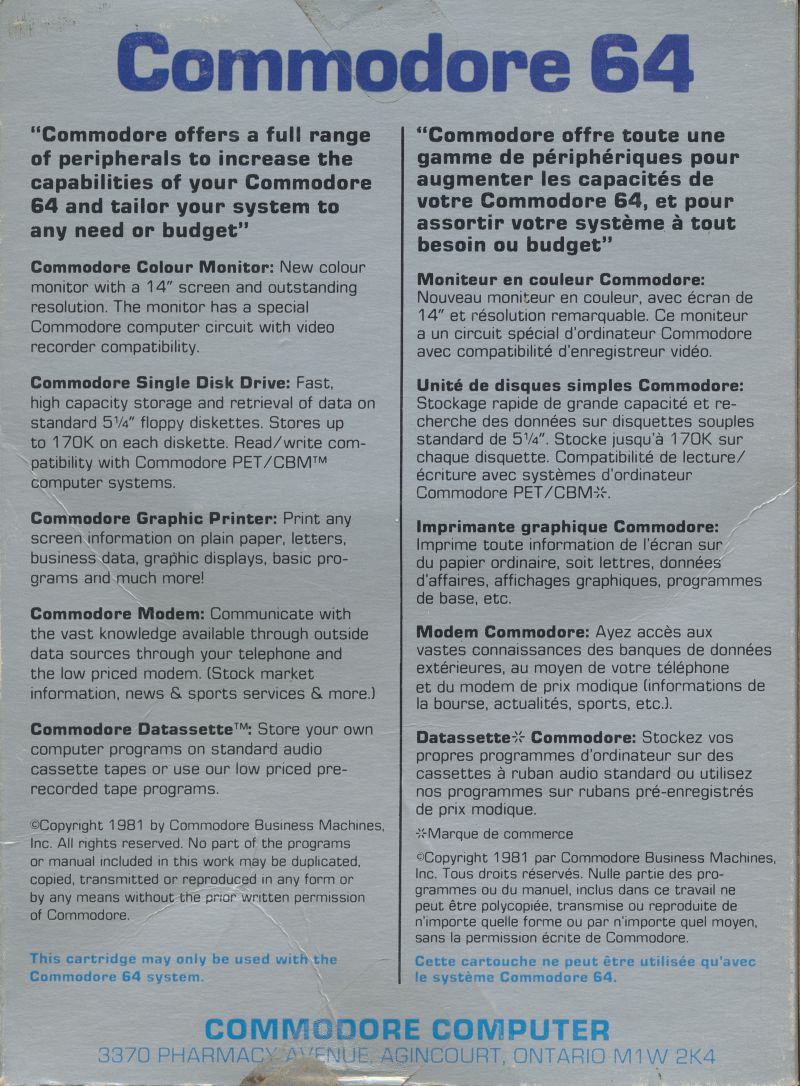 Commodore 64
“Commodore offers a full range
of peripherals to increase the
capabilities of your Commodore
64 and tailor your system to
any need or budget”
Commodore Colour Monitor: New colour
monitor with a 14” screen and outstanding
resolution. The monitor has a special
Commodore computer circuit with video
recorder compatibility.
Commodore Single Disk Drive: Fast,
high capacity storage and retrieval of data on
standard 5¼” floppy diskettes. Stores up
to 170K on each diskette. Read/write com-
patibility with Commodore PET/CBM™
computer systems.
Commodore Graphic Printer: Print any
screen information on plain paper, letters,
business data, graphic displays, basic pro-
grams and much more!
Commodore Modem: Communicate with
the vast knowledge available through outside
data sources through your telephone and
the low priced modem. (Stock market
information, news & sports services & more.)
Commodore Datassette™: Store your own
computer programs on standard audio
cassette tapes or use our low priced pre-
recorded tape programs.
©Copyright 1981 by Commodore Business Machines,
Inc. All rights reserved. No part of the programs
or manual included in this work may be duplicated,
copied, transmitted or reproduced in any form or
by any means without the prior written permission
of Commodore.
This cartridge may only be used with the
Commodore 64 system.
“Commodore offre toute une
gamme de périphériques pour
augmenter les capacités de
votre Commodore 64, et pour
assortir votre système à tout
besoin ou budget”
Moniteur en couleur Commodore:
Nouveau moniteur en couleur, avec écran de
14” et résolution remarquable. Ce moniteur
a un circuit spécial d'ordinateur Commodore
avec compatibilité d'enregistreur vidéo.
Unité de disques simples Commodore:
Stockage rapide de grande capacité et re-
cherche des données sur disquettes souples
standard de 5¼”. Stocke jusqu'à 170K sur
chaque disquette. Compatibilité de lecture/
écriture avec systèmes d'ordinateur
Commodore PET/CBM⁜.
Imprimante graphique Commodore:
Imprime toute information de l'écran sur
du papier ordinaire, soit lettres, données
d'affaires, affichages graphiques, programmes
de base, etc.
Modem Commodore: Ayez accès aux
vastes connaissances des banques de données
extérieures, au moyen de votre téléphone
et du modem de prix modique (informations de
la bourse, actualités, sports, etc.).
Datassette⁜ Commodore: Stockez vos
propres programmes d'ordinateur sur des
cassettes à ruban audio standard ou utilisez
nos programmes sur rubans pré-enregistrés
de prix modique.
⁜Marque de commerce
©Copyright 1981 par Commodore Business Machines,
Inc. Tous droits réservés. Nulle partie des pro-
grammes ou du manuel, inclus dans ce travail ne
peut être polycopiée, transmise ou reproduite de
n'importe quelle forme ou par n'importe quel moyen,
sans la permission écrite de Commodore.
Cette cartouche ne peut être utilisée qu'avec
le système Commodore 64.
COMMODORE COMPUTER
3370 PHARMACY AVENUE, AGINCOURT, ONTARIO M1W 2K4